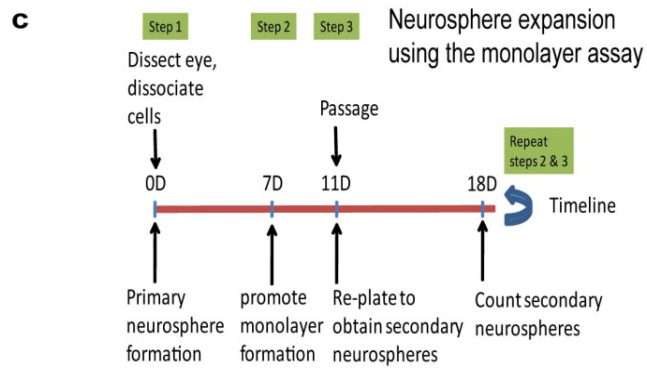 c
Neurosphere expansion
using the monolayer assay
Step 1
Step 2
Step 3
Dissect eye,
dissociate
cells
Passage
Repeat
steps 2 & 3
0D
7D
11D
18D
Timeline
Primary
neurosphere
formation
promote
monolayer
formation
Re-plate to
obtain secondary
neurospheres
Count secondary
neurospheres